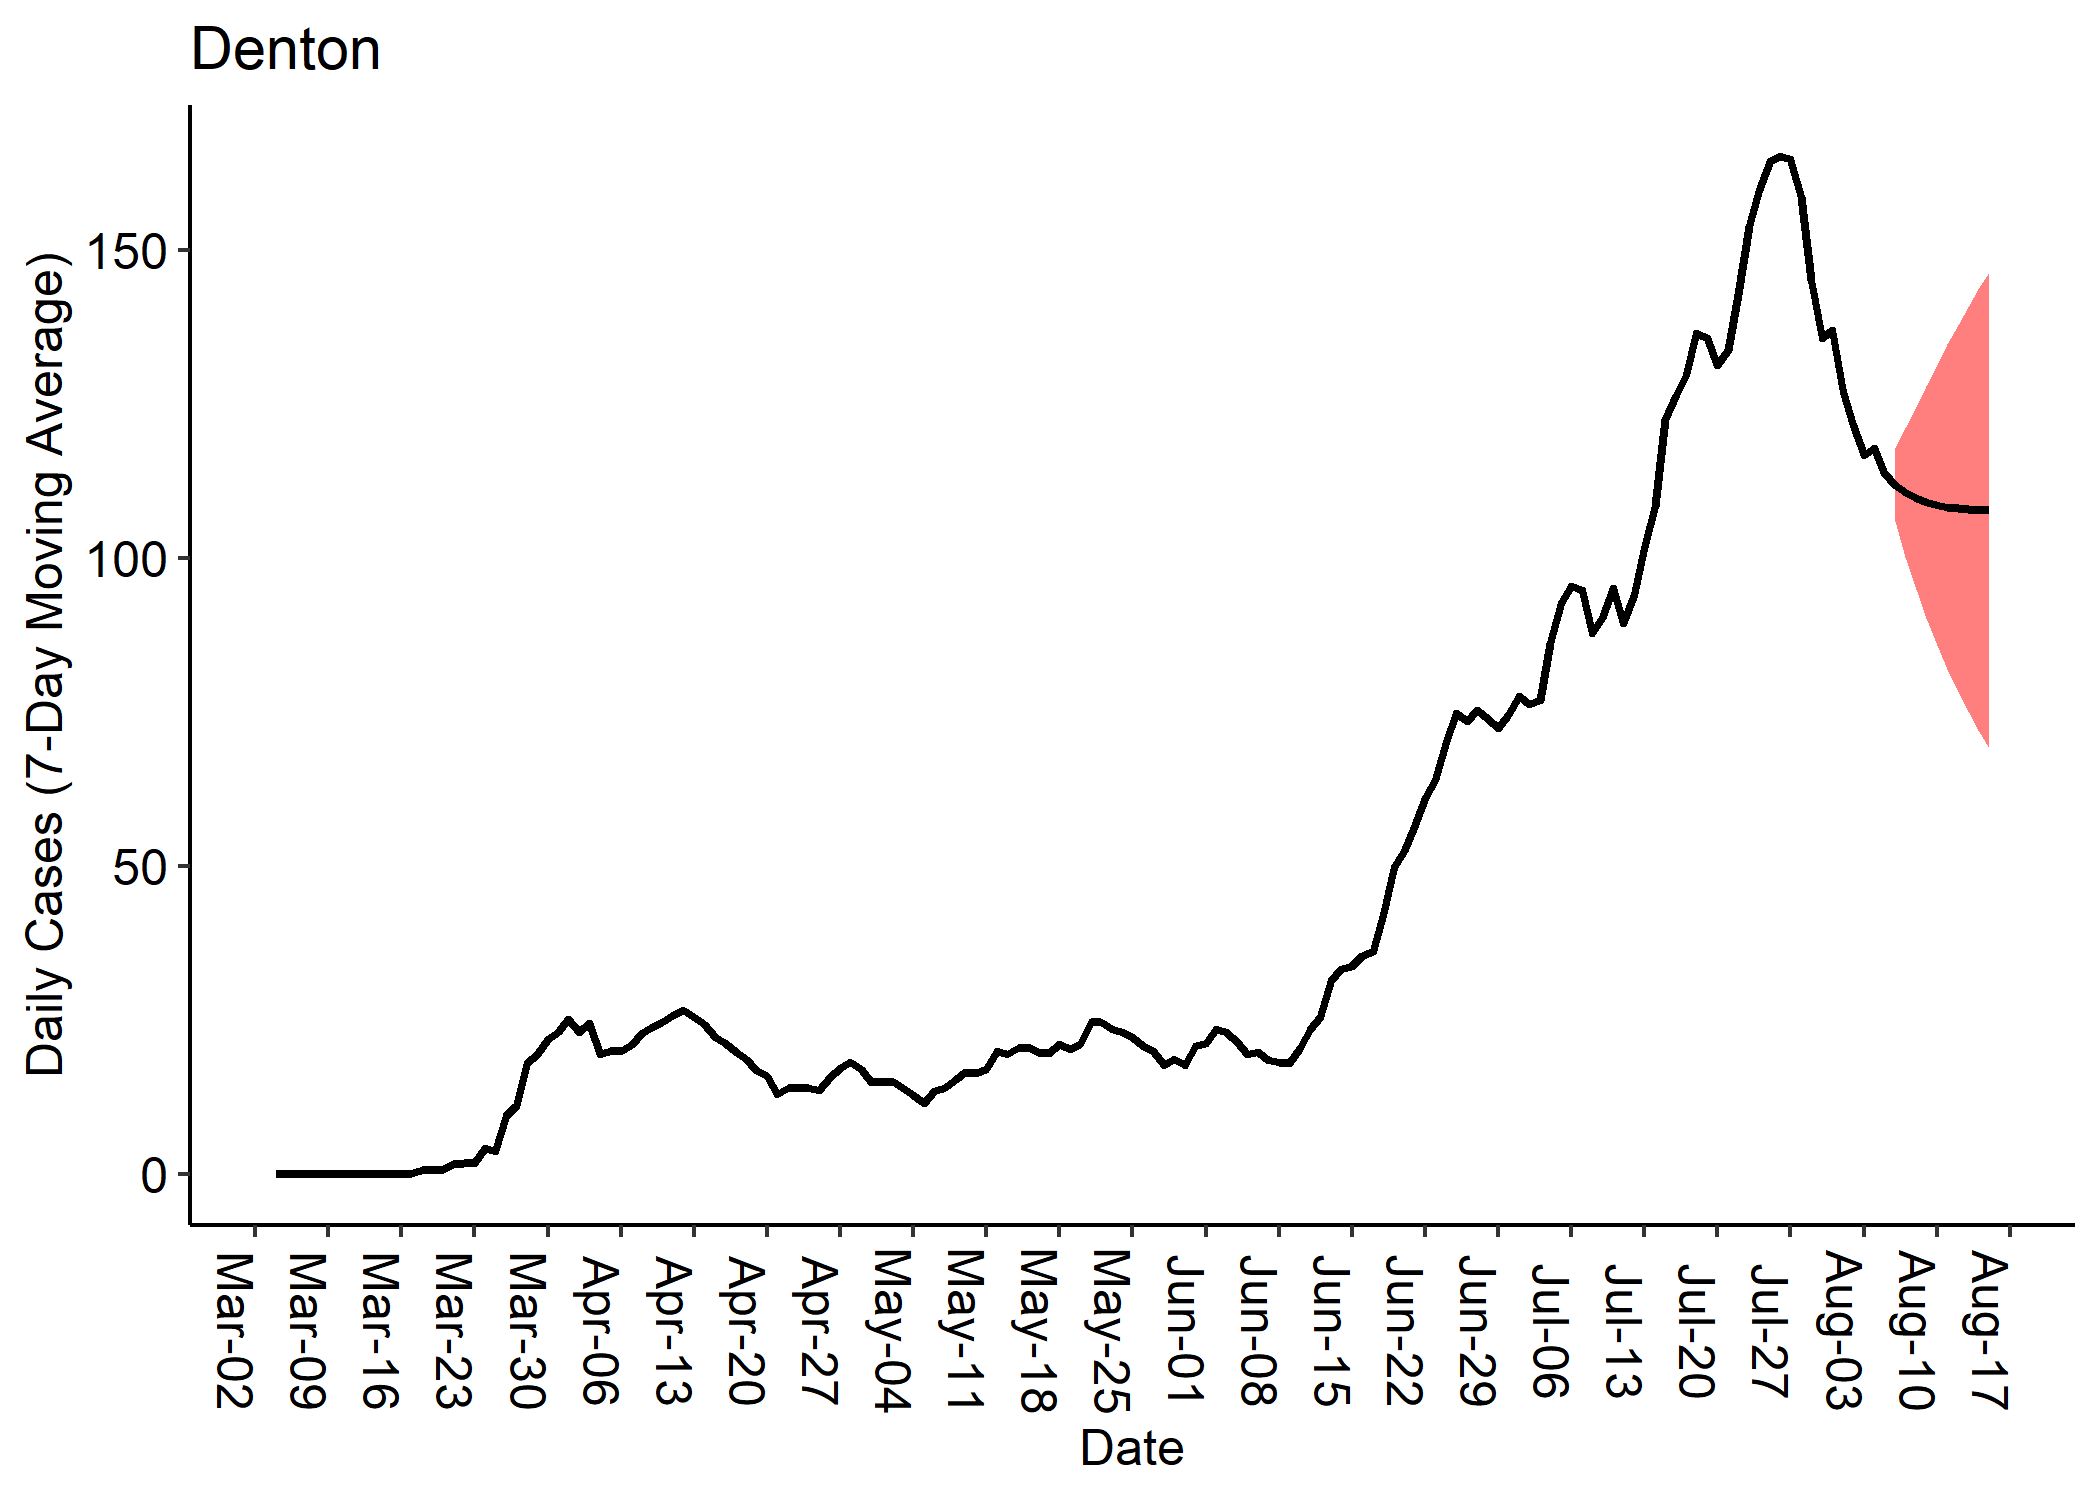 Denton
Daily Cases (7-Day Moving Average)
150
100
50
0
Mar-02
Mar-09
Mar-16
Mar-23
Mar-30
Apr-06
Apr-13
Apr-20
Apr-27
May-04
May-11
May-18
May-25
Jun-01
Jun-08
Jun-15
Jun-22
Jun-29
Jul-06
Jul-13
Jul-20
Jul-27
Aug-03
Aug-10
Aug-17
Date